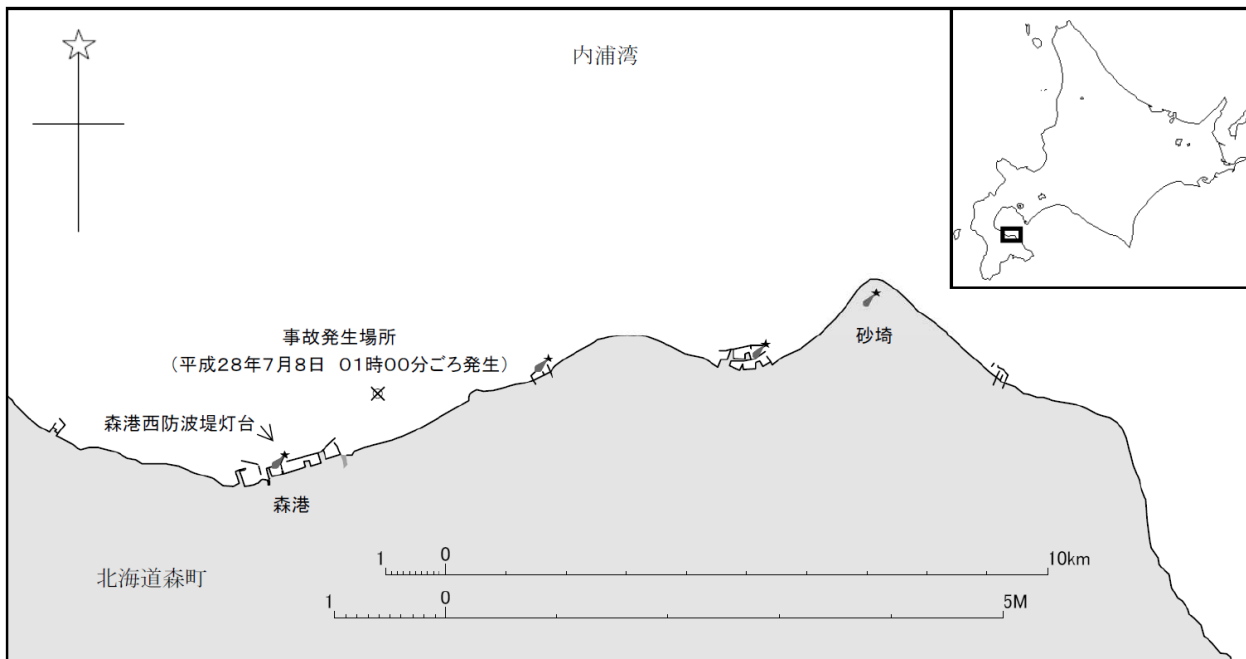 内浦湾
事故発生場所
(平成28年7月8日 01時00分ごろ発生)
砂埼
森港西防波堤灯台
森港
北海道森町
1 0 10km
1 0 5M